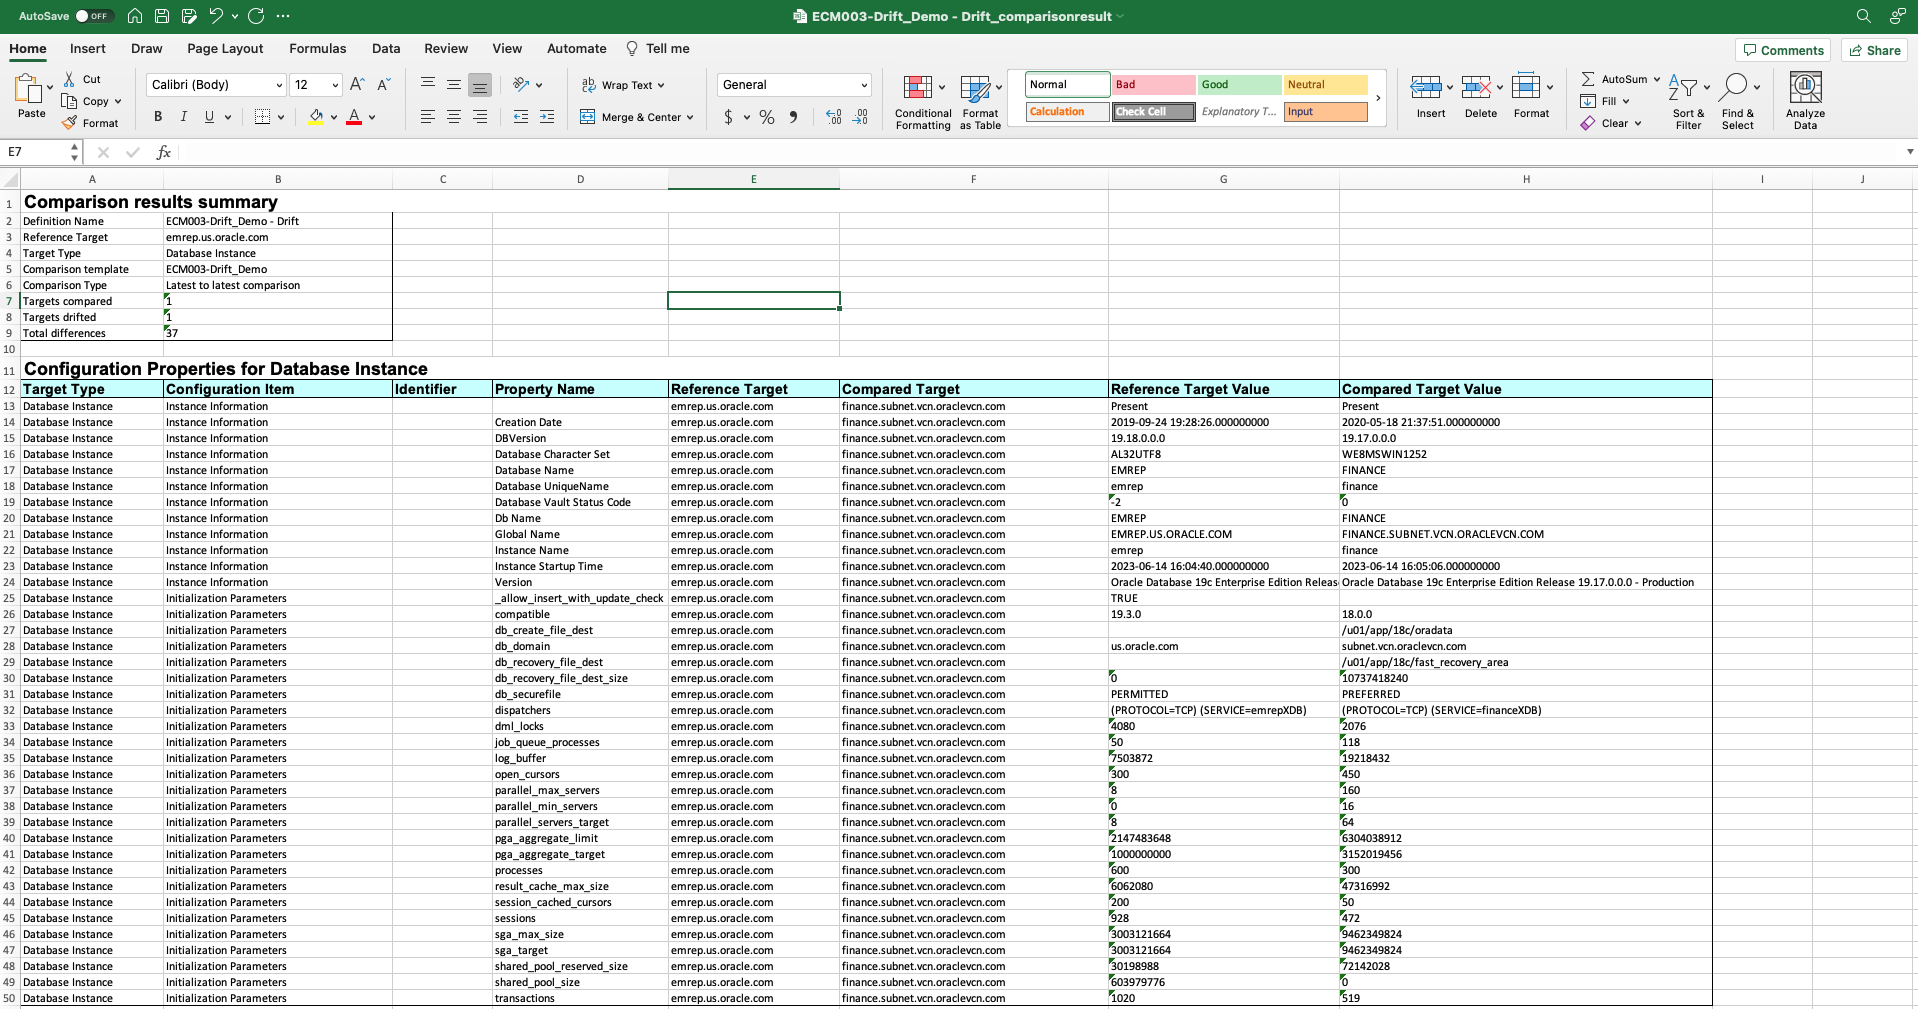 AutoSave OFF ECM003-Drift_Demo - Drift_comparisonresult
Home Insert Draw Page Layout Formulas Data Review View Automate Tell me Comments Share
Paste Cut Copy Format
Calibri (Body) 12 A^ A˅
B I U A
Wrap Text
Merge & Center
General
$ % 9
Conditional Formatting Format as Table
Normal Bad Good Neutral
Calculation Check Cell Explanatory T... Input
Insert Delete Format
AutoSum
Fill
Clear
Sort & Filter Find & Select Analyze Data
E7 fx
A B C D E F G H I J
1 Comparison results summary
2 Definition Name ECM003-Drift_Demo - Drift
3 Reference Target emrep.us.oracle.com
4 Target Type Database Instance
5 Comparison template ECM003-Drift_Demo
6 Comparison Type Latest to latest comparison
7 Targets compared 1
8 Targets drifted 1
9 Total differences 37
10
11 Configuration Properties for Database Instance
12 Target Type Configuration Item Identifier Property Name Reference Target Compared Target Reference Target Value Compared Target Value
13 Database Instance Instance Information emrep.us.oracle.com finance.subnet.vcn.oraclevcn.com Present Present
14 Database Instance Instance Information Creation Date emrep.us.oracle.com finance.subnet.vcn.oraclevcn.com 2019-09-24 19:28:26.000000000 2020-05-18 21:37:51.000000000
15 Database Instance Instance Information DBVersion emrep.us.oracle.com finance.subnet.vcn.oraclevcn.com 19.18.0.0.0 19.17.0.0.0
16 Database Instance Instance Information Database Character Set emrep.us.oracle.com finance.subnet.vcn.oraclevcn.com AL32UTF8 WE8MSWIN1252
17 Database Instance Instance Information Database Name emrep.us.oracle.com finance.subnet.vcn.oraclevcn.com EMREP FINANCE
18 Database Instance Instance Information Database UniqueName emrep.us.oracle.com finance.subnet.vcn.oraclevcn.com emrep finance
19 Database Instance Instance Information Database Vault Status Code emrep.us.oracle.com finance.subnet.vcn.oraclevcn.com -2 0
20 Database Instance Instance Information Db Name emrep.us.oracle.com finance.subnet.vcn.oraclevcn.com EMREP FINANCE
21 Database Instance Instance Information Global Name emrep.us.oracle.com finance.subnet.vcn.oraclevcn.com EMREP.US.ORACLE.COM FINANCE.SUBNET.VCN.ORACLEVCN.COM
22 Database Instance Instance Information Instance Name emrep.us.oracle.com finance.subnet.vcn.oraclevcn.com emrep finance
23 Database Instance Instance Information Instance Startup Time emrep.us.oracle.com finance.subnet.vcn.oraclevcn.com 2023-06-14 16:04:40.000000000 2023-06-14 16:05:06.000000000
24 Database Instance Instance Information Version emrep.us.oracle.com finance.subnet.vcn.oraclevcn.com Oracle Database 19c Enterprise Edition Releas Oracle Database 19c Enterprise Edition Release 19.17.0.0.0 - Production
25 Database Instance Initialization Parameters _allow_insert_with_update_check emrep.us.oracle.com finance.subnet.vcn.oraclevcn.com TRUE
26 Database Instance Initialization Parameters compatible emrep.us.oracle.com finance.subnet.vcn.oraclevcn.com 19.3.0 18.0.0
27 Database Instance Initialization Parameters db_create_file_dest emrep.us.oracle.com finance.subnet.vcn.oraclevcn.com /u01/app/18c/oradata
28 Database Instance Initialization Parameters db_domain emrep.us.oracle.com finance.subnet.vcn.oraclevcn.com us.oracle.com subnet.vcn.oraclevcn.com
29 Database Instance Initialization Parameters db_recovery_file_dest emrep.us.oracle.com finance.subnet.vcn.oraclevcn.com /u01/app/18c/fast_recovery_area
30 Database Instance Initialization Parameters db_recovery_file_dest_size emrep.us.oracle.com finance.subnet.vcn.oraclevcn.com 0 10737418240
31 Database Instance Initialization Parameters db_securefile emrep.us.oracle.com finance.subnet.vcn.oraclevcn.com PERMITTED PREFERRED
32 Database Instance Initialization Parameters dispatchers emrep.us.oracle.com finance.subnet.vcn.oraclevcn.com (PROTOCOL=TCP) (SERVICE=emrepXDB) (PROTOCOL=TCP) (SERVICE=financeXDB)
33 Database Instance Initialization Parameters dml_locks emrep.us.oracle.com finance.subnet.vcn.oraclevcn.com 4080 2076
34 Database Instance Initialization Parameters job_queue_processes emrep.us.oracle.com finance.subnet.vcn.oraclevcn.com 50 118
35 Database Instance Initialization Parameters log_buffer emrep.us.oracle.com finance.subnet.vcn.oraclevcn.com 7503872 19218432
36 Database Instance Initialization Parameters open_cursors emrep.us.oracle.com finance.subnet.vcn.oraclevcn.com 300 450
37 Database Instance Initialization Parameters parallel_max_servers emrep.us.oracle.com finance.subnet.vcn.oraclevcn.com 8 160
38 Database Instance Initialization Parameters parallel_min_servers emrep.us.oracle.com finance.subnet.vcn.oraclevcn.com 0 16
39 Database Instance Initialization Parameters parallel_servers_target emrep.us.oracle.com finance.subnet.vcn.oraclevcn.com 8 64
40 Database Instance Initialization Parameters pga_aggregate_limit emrep.us.oracle.com finance.subnet.vcn.oraclevcn.com 2147483648 6304038912
41 Database Instance Initialization Parameters pga_aggregate_target emrep.us.oracle.com finance.subnet.vcn.oraclevcn.com 1000000000 3152019456
42 Database Instance Initialization Parameters processes emrep.us.oracle.com finance.subnet.vcn.oraclevcn.com 600 300
43 Database Instance Initialization Parameters result_cache_max_size emrep.us.oracle.com finance.subnet.vcn.oraclevcn.com 6062080 47316992
44 Database Instance Initialization Parameters session_cached_cursors emrep.us.oracle.com finance.subnet.vcn.oraclevcn.com 200 50
45 Database Instance Initialization Parameters sessions emrep.us.oracle.com finance.subnet.vcn.oraclevcn.com 928 472
46 Database Instance Initialization Parameters sga_max_size emrep.us.oracle.com finance.subnet.vcn.oraclevcn.com 3003121664 9462349824
47 Database Instance Initialization Parameters sga_target emrep.us.oracle.com finance.subnet.vcn.oraclevcn.com 3003121664 9462349824
48 Database Instance Initialization Parameters shared_pool_reserved_size emrep.us.oracle.com finance.subnet.vcn.oraclevcn.com 30198988 72142028
49 Database Instance Initialization Parameters shared_pool_size emrep.us.oracle.com finance.subnet.vcn.oraclevcn.com 603979776 0
50 Database Instance Initialization Parameters transactions emrep.us.oracle.com finance.subnet.vcn.oraclevcn.com 1020 519